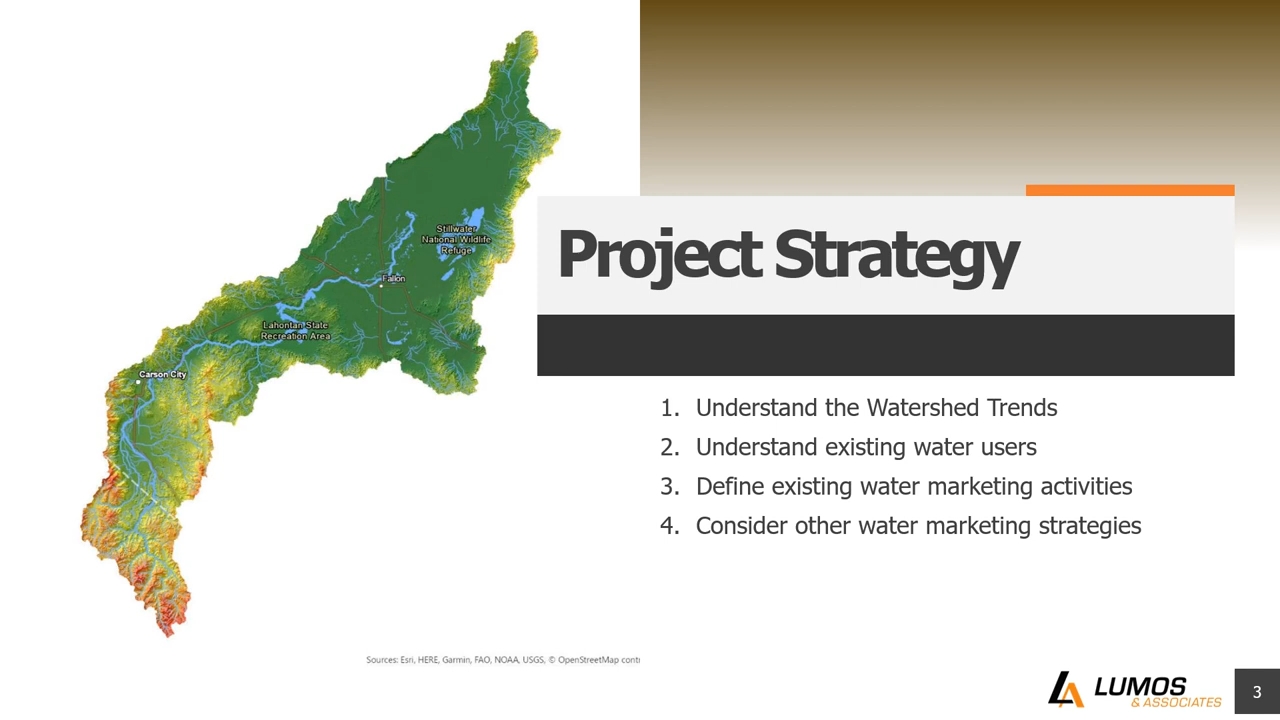 Stillwater
National Wildlife
Refuge
Fallon
Lahontan State
Recreation Area
Carson City
Sources: Esri, HERE, Garmin, FAO, NOAA, USGS, © OpenStreetMap contr
Project Strategy
1. Understand the Watershed Trends
2. Understand existing water users
3. Define existing water marketing activities
4. Consider other water marketing strategies
LUMOS
& ASSOCIATES
3